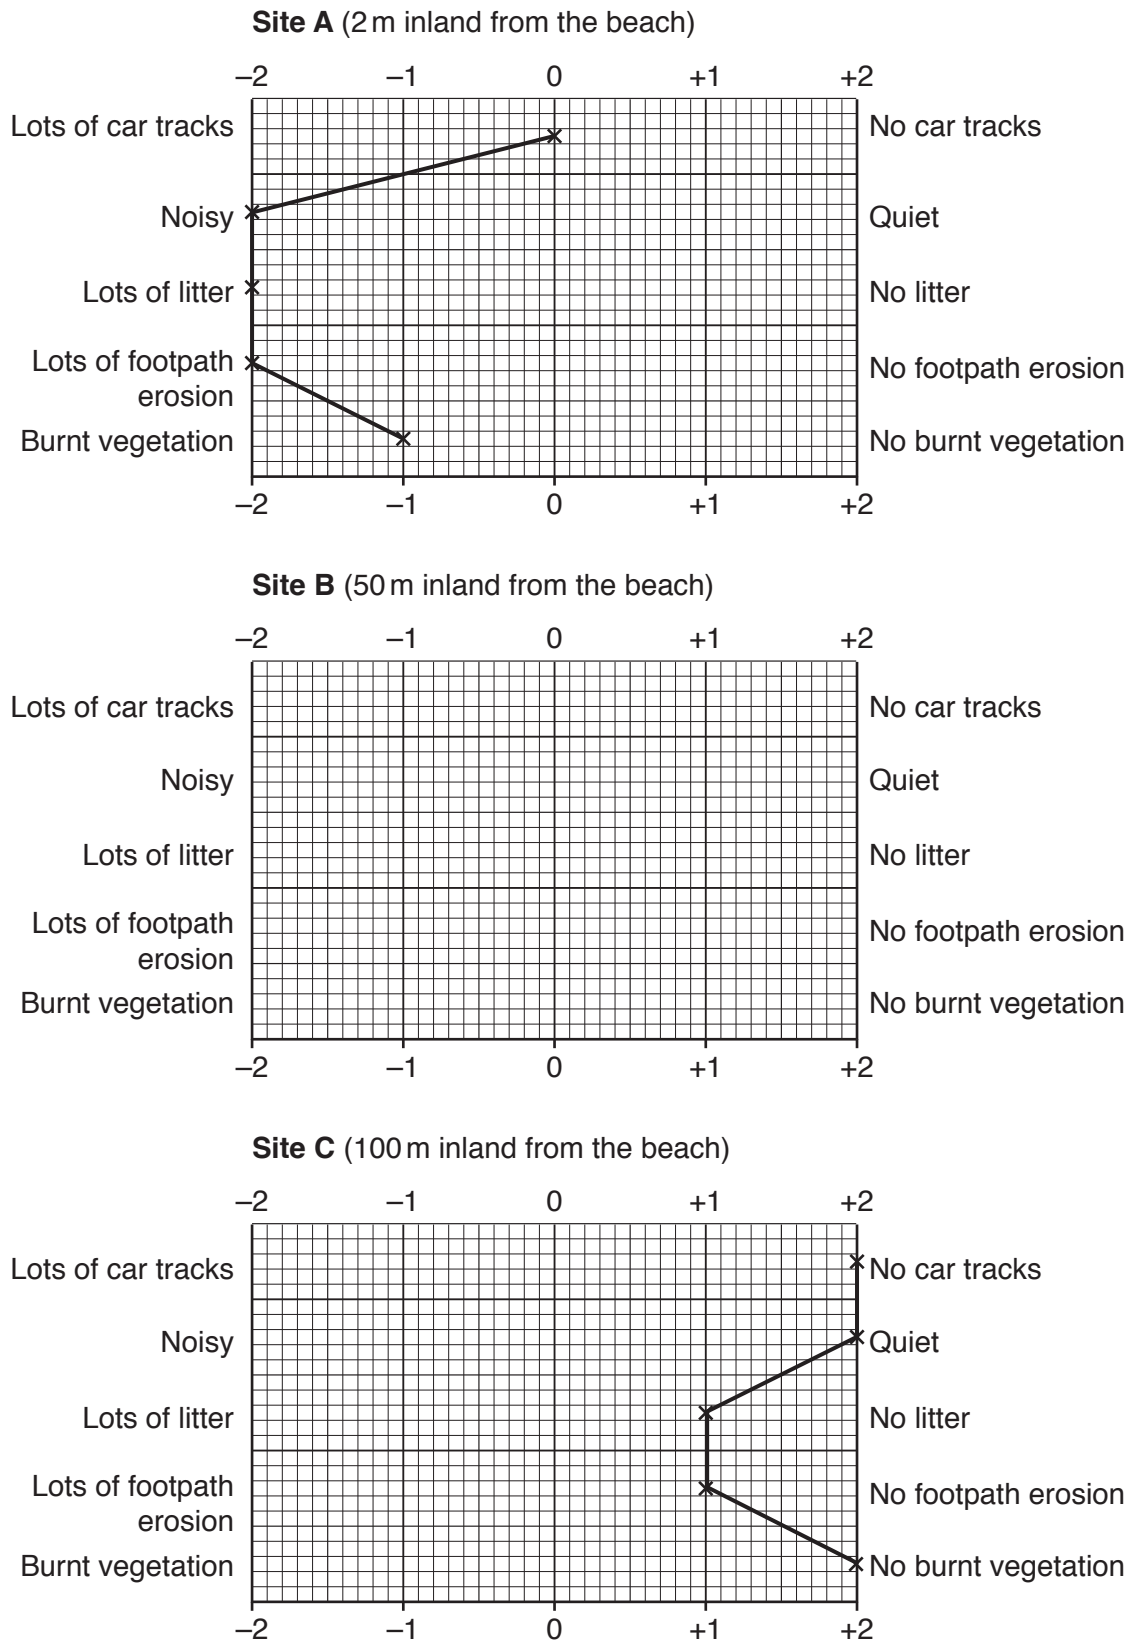 Site A (2 m inland from the beach)
–2 –1 0 +1 +2
Lots of car tracks No car tracks
Noisy Quiet
Lots of litter No litter
Lots of footpath
erosion No footpath erosion
Burnt vegetation No burnt vegetation
–2 –1 0 +1 +2
Site B (50 m inland from the beach)
–2 –1 0 +1 +2
Lots of car tracks No car tracks
Noisy Quiet
Lots of litter No litter
Lots of footpath
erosion No footpath erosion
Burnt vegetation No burnt vegetation
–2 –1 0 +1 +2
Site C (100 m inland from the beach)
–2 –1 0 +1 +2
Lots of car tracks No car tracks
Noisy Quiet
Lots of litter No litter
Lots of footpath
erosion No footpath erosion
Burnt vegetation No burnt vegetation
–2 –1 0 +1 +2